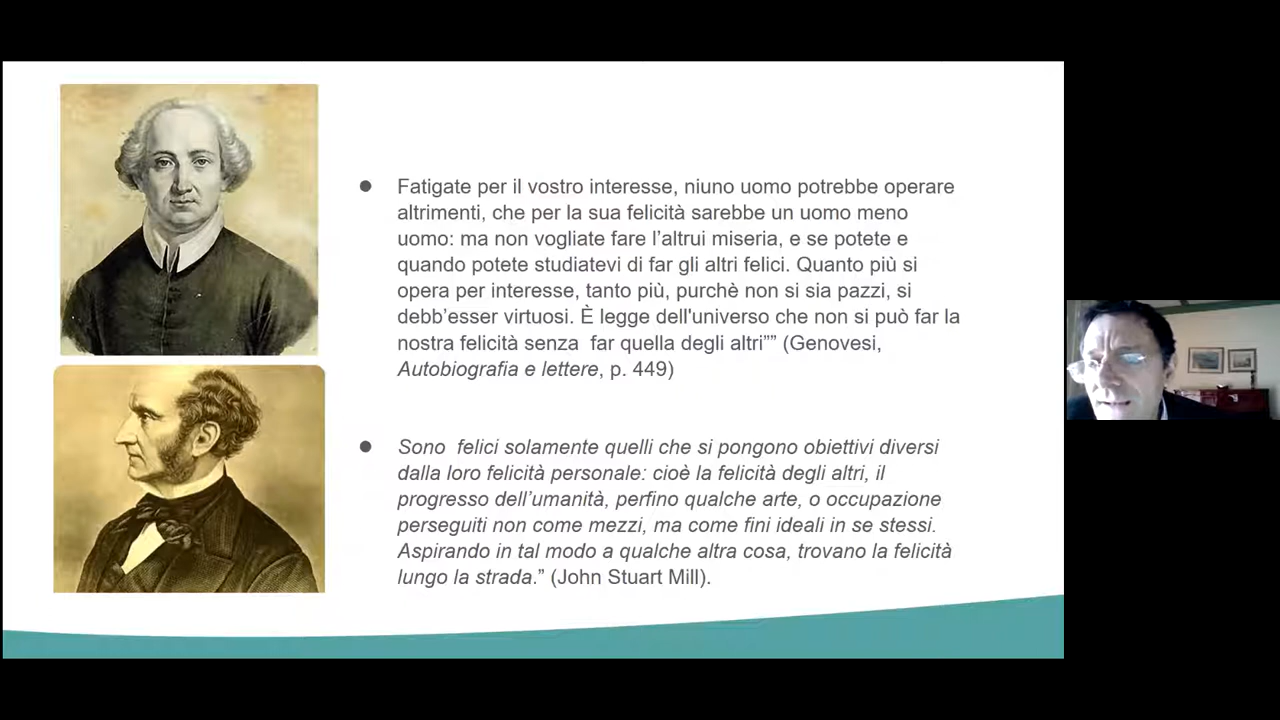 ● Fatigate per il vostro interesse, niuno uomo potrebbe operare
altrimenti, che per la sua felicità sarebbe un uomo meno
uomo: ma non vogliate fare l’altrui miseria, e se potete e
quando potete studiatevi di far gli altri felici. Quanto più si
opera per interesse, tanto più, purchè non si sia pazzi, si
debb’esser virtuosi. È legge dell'universo che non si può far la
nostra felicità senza far quella degli altri”” (Genovesi,
Autobiografia e lettere, p. 449)
● Sono felici solamente quelli che si pongono obiettivi diversi
dalla loro felicità personale: cioè la felicità degli altri, il
progresso dell’umanità, perfino qualche arte, o occupazione
perseguiti non come mezzi, ma come fini ideali in se stessi.
Aspirando in tal modo a qualche altra cosa, trovano la felicità
lungo la strada.” (John Stuart Mill).